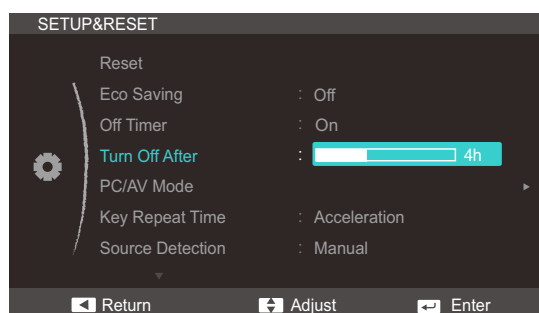 SETUP&RESET
Reset
Eco Saving : Off
Off Timer : On
Turn Off After : 4h
PC/AV Mode
Key Repeat Time : Acceleration
Source Detection : Manual
Return Adjust Enter